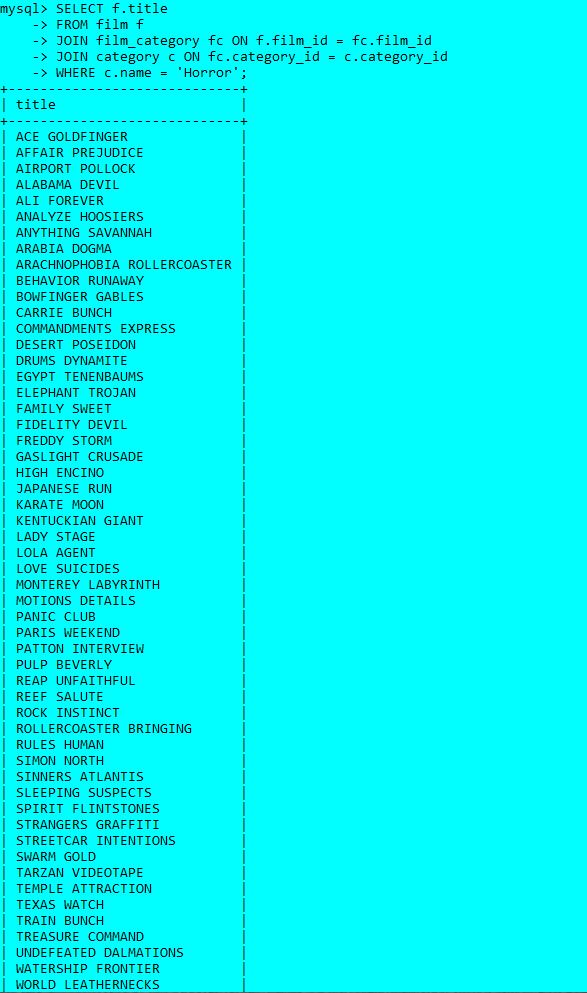 mysql> SELECT f.title
    -> FROM film f
    -> JOIN film_category fc ON f.film_id = fc.film_id
    -> JOIN category c ON fc.category_id = c.category_id
    -> WHERE c.name = 'Horror';
+-----------------------------+
| title                       |
+-----------------------------+
| ACE GOLDFINGER              |
| AFFAIR PREJUDICE            |
| AIRPORT POLLOCK             |
| ALABAMA DEVIL               |
| ALI FOREVER                 |
| ANALYZE HOOSIERS            |
| ANYTHING SAVANNAH           |
| ARABIA DOGMA                |
| ARACHNOPHOBIA ROLLERCOASTER |
| BEHAVIOR RUNAWAY            |
| BOWFINGER GABLES            |
| CARRIE BUNCH                |
| COMMANDMENTS EXPRESS        |
| DESERT POSEIDON             |
| DRUMS DYNAMITE              |
| EGYPT TENENBAUMS            |
| ELEPHANT TROJAN             |
| FAMILY SWEET                |
| FIDELITY DEVIL              |
| FREDDY STORM                |
| GASLIGHT CRUSADE            |
| HIGH ENCINO                 |
| JAPANESE RUN                |
| KARATE MOON                 |
| KENTUCKIAN GIANT            |
| LADY STAGE                  |
| LOLA AGENT                  |
| LOVE SUICIDES               |
| MONTEREY LABYRINTH          |
| MOTIONS DETAILS             |
| PANIC CLUB                  |
| PARIS WEEKEND               |
| PATTON INTERVIEW            |
| PULP BEVERLY                |
| REAP UNFAITHFUL             |
| REEF SALUTE                 |
| ROCK INSTINCT               |
| ROLLERCOASTER BRINGING      |
| RULES HUMAN                 |
| SIMON NORTH                 |
| SINNERS ATLANTIS            |
| SLEEPING SUSPECTS           |
| SPIRIT FLINTSTONES          |
| STRANGERS GRAFFITI          |
| STREETCAR INTENTIONS        |
| SWARM GOLD                  |
| TARZAN VIDEOTAPE            |
| TEMPLE ATTRACTION           |
| TEXAS WATCH                 |
| TRAIN BUNCH                 |
| TREASURE COMMAND            |
| UNDEFEATED DALMATIONS       |
| WATERSHIP FRONTIER          |
| WORLD LEATHERNECKS          |